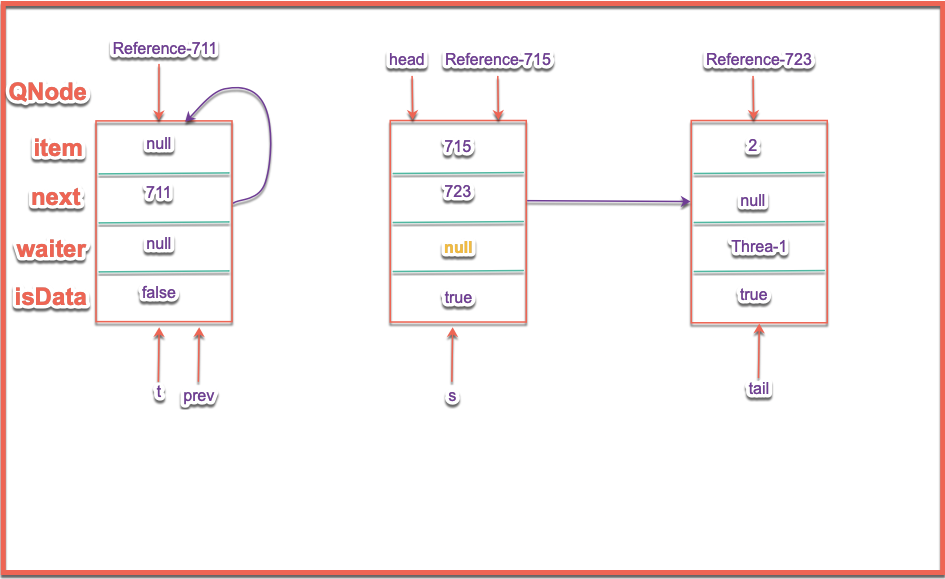 Reference-711
head
Reference-715
Reference-723
QNode
item
null
715
2
next
711
723
null
waiter
null
null
Threa-1
isData
false
true
true
t
prev
s
tail